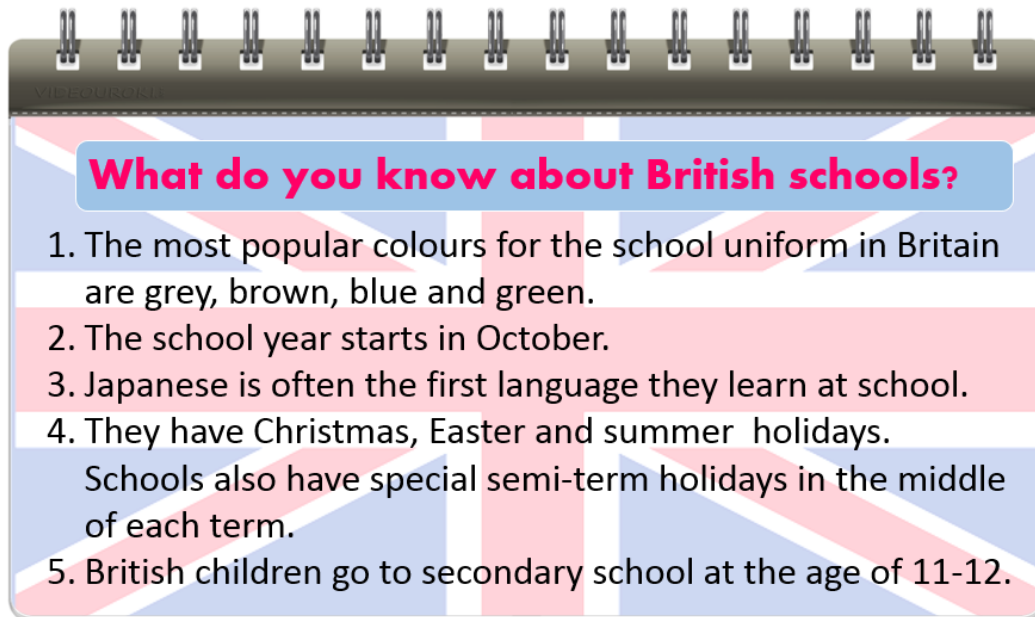 VIDEOUROKI
What do you know about British schools?
1. The most popular colours for the school uniform in Britain
are grey, brown, blue and green.
2. The school year starts in October.
3. Japanese is often the first language they learn at school.
4. They have Christmas, Easter and summer holidays.
Schools also have special semi-term holidays in the middle
of each term.
5. British children go to secondary school at the age of 11-12.